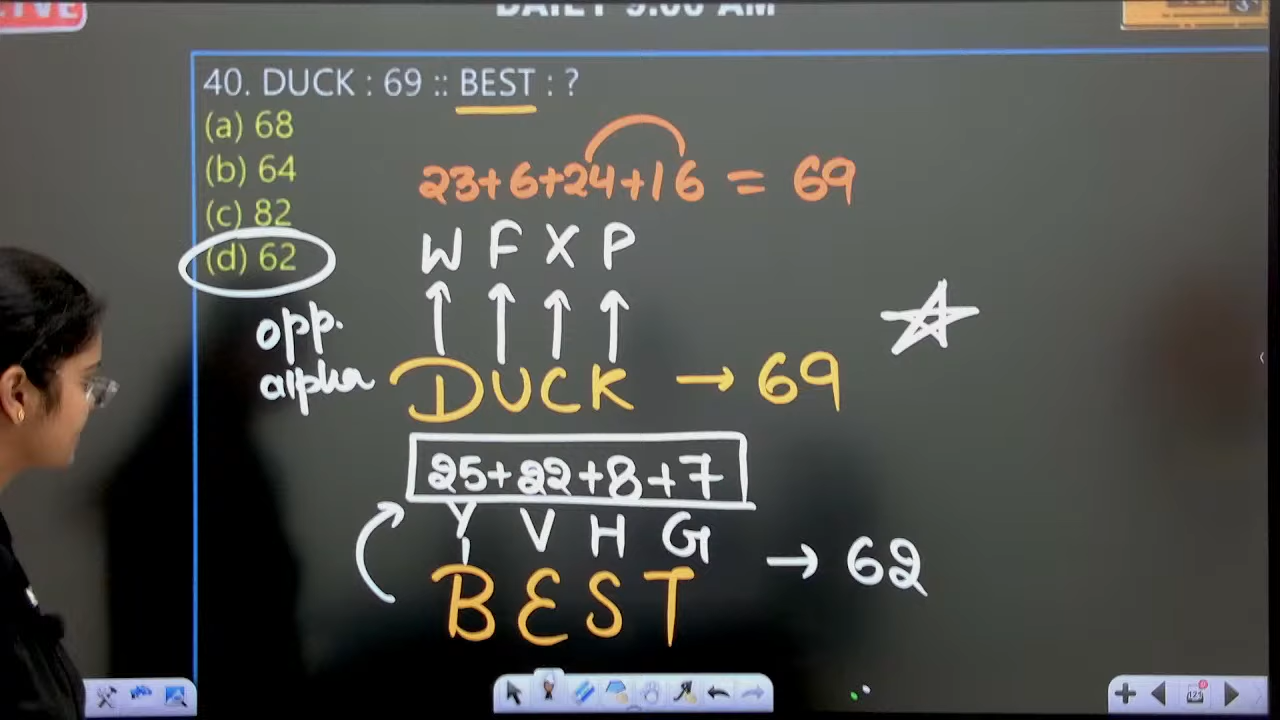 LIVE
DAILY 9:00 AM
40. DUCK : 69 :: BEST : ?
(a) 68
(b) 64
(c) 82
(d) 62
23+6+24+16 = 69
W F X P
opp.
alpha
DUCK → 69
25+22+8+7
Y V H G
→ 62
BEST